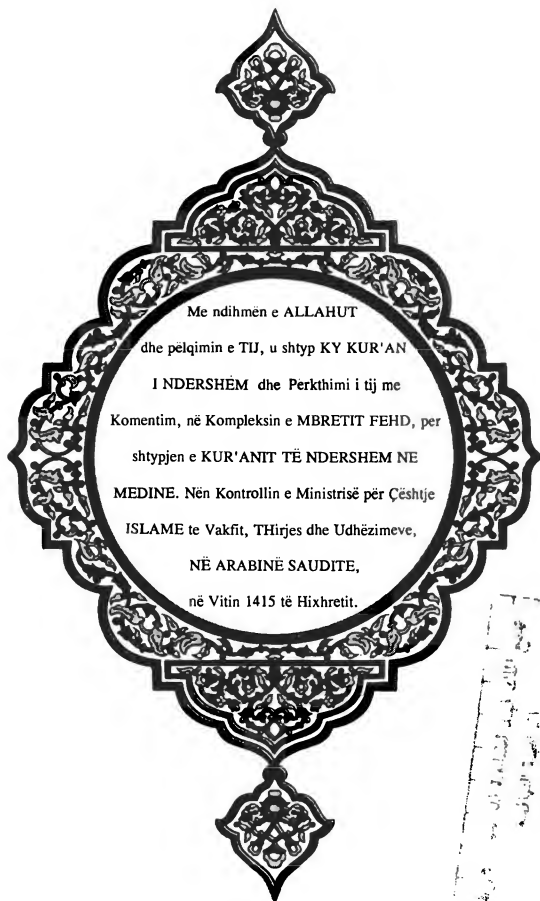 Me ndihmën e ALLAHUT
dhe pëlqimin e TIJ, u shtyp KY KUR'AN
I NDERSHËM dhe Perkthimi i tij me
Komentim, në Kompleksin e MBRETIT FEHD, per
shtypjen e KUR'ANIT TË NDERSHEM NE
MEDINE. Nën Kontrollin e Ministrisë për Çështje
ISLAME te Vakfit, THirjes dhe Udhëzimeve,
NË ARABINË SAUDITE,
në Vitin 1415 të Hixhretit.